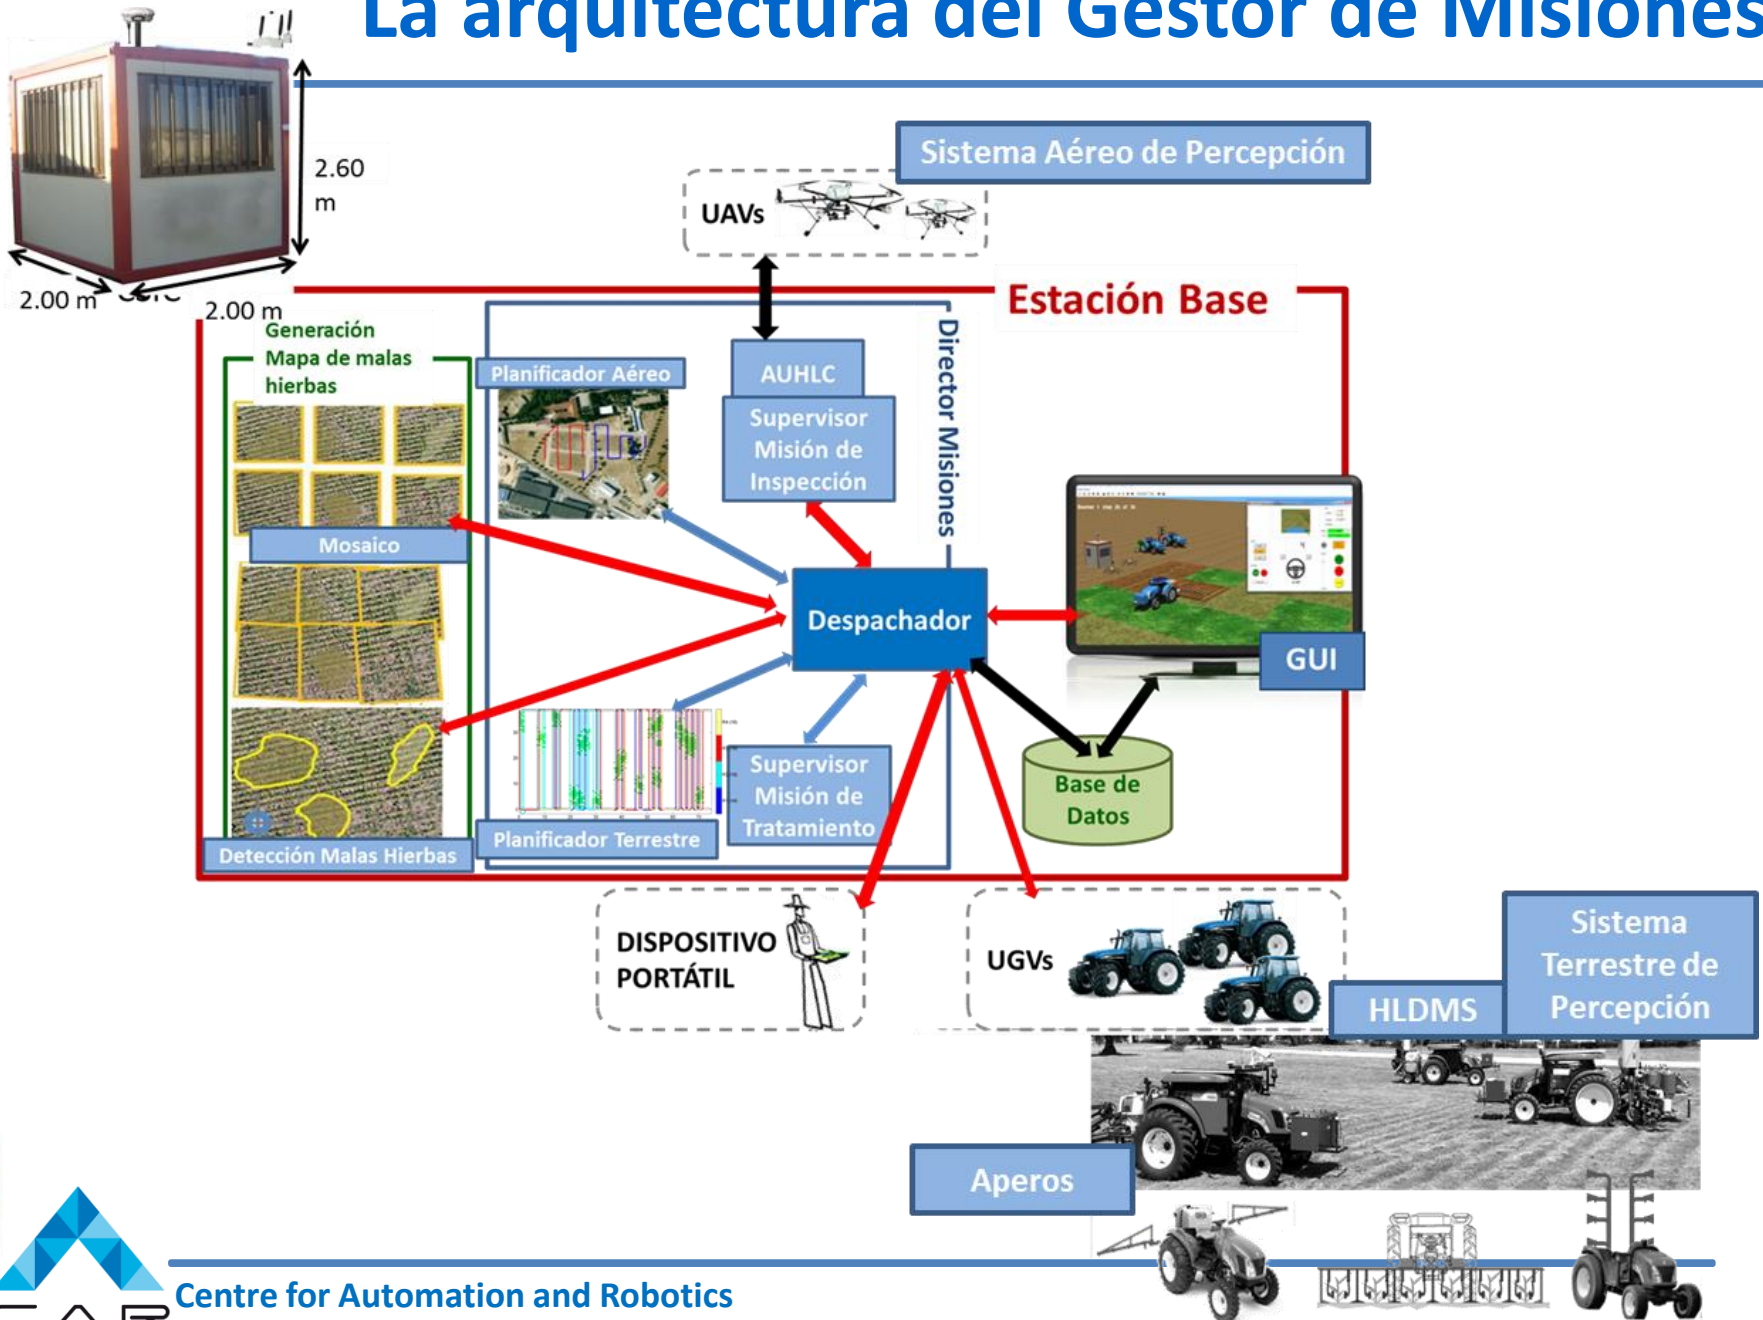 La arquitectura del Gestor de Misiones
2.60
m
2.00 m
2.00 m
Sistema Aéreo de Percepción
UAVs
Estación Base
Generación
Mapa de malas
hierbas
Planificador Aéreo
AUHLC
Supervisor
Misión de
Inspección
Director Misiones
Mosaico
Despachador
GUI
Supervisor
Misión de
Tratamiento
Base de
Datos
Planificador Terrestre
Detección Malas Hierbas
DISPOSITIVO
PORTÁTIL
UGVs
HLDMS
Sistema
Terrestre de
Percepción
Aperos
Centre for Automation and Robotics